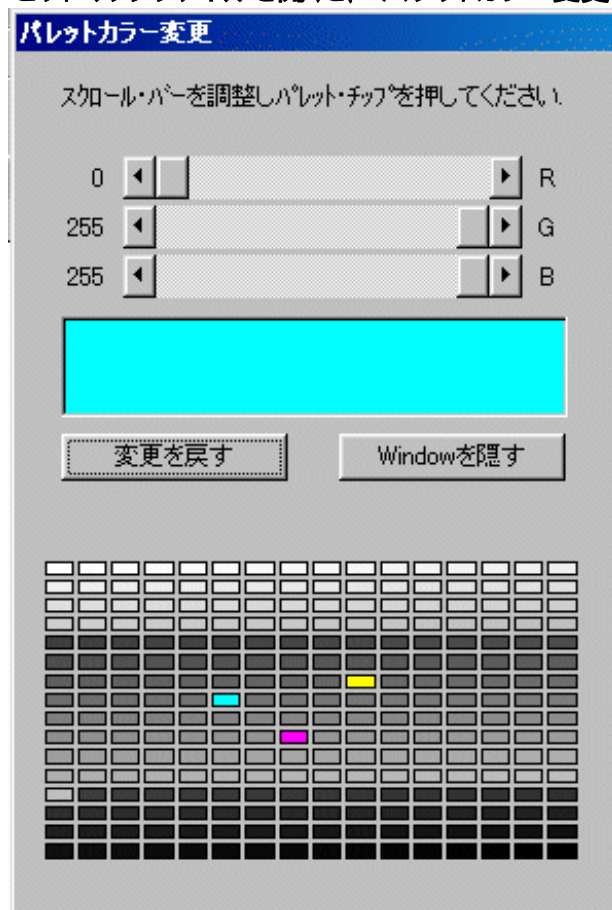 パレットカラー変更
スクロール・バーを調整しパレット・チップを押してください.
0 R
255 G
255 B
変更を戻す Windowを隠す